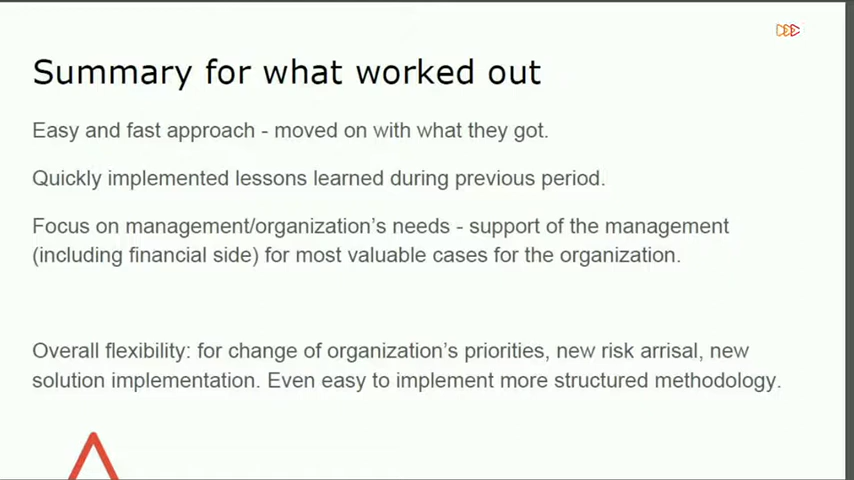 Summary for what worked out
Easy and fast approach - moved on with what they got.
Quickly implemented lessons learned during previous period.
Focus on management/organization's needs - support of the management
(including financial side) for most valuable cases for the organization.
Overall flexibility: for change of organization's priorities, new risk arrisal, new
solution implementation. Even easy to implement more structured methodology.